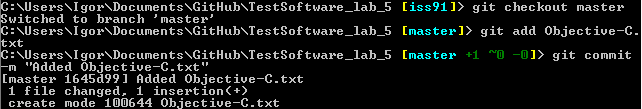 C:\Users\Igor\Documents\GitHub\TestSoftware_lab_5 [iss91]> git checkout master
Switched to branch 'master'
C:\Users\Igor\Documents\GitHub\TestSoftware_lab_5 [master]> git add Objective-C.
txt
C:\Users\Igor\Documents\GitHub\TestSoftware_lab_5 [master +1 ~0 -0]> git commit
-m "Added Objective-C.txt"
[master 1645d99] Added Objective-C.txt
 1 file changed, 1 insertion(+)
 create mode 100644 Objective-C.txt